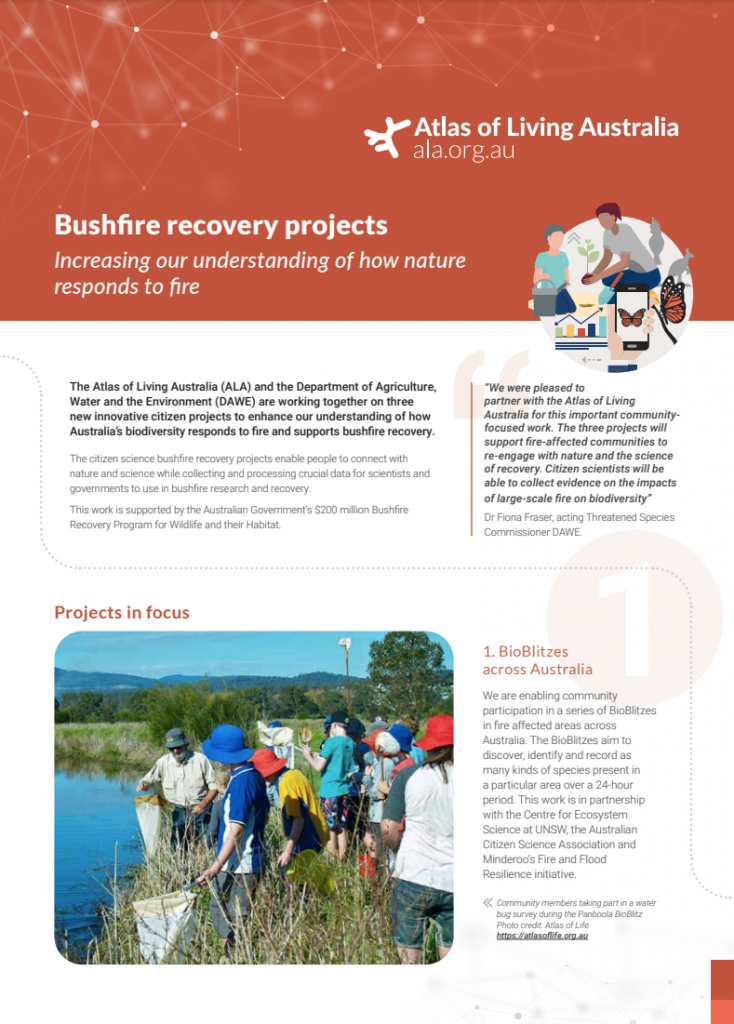 Atlas of Living Australia
ala.org.au
Bushfire recovery projects
Increasing our understanding of how nature
responds to fire
The Atlas of Living Australia (ALA) and the Department of Agriculture,
Water and the Environment (DAWE) are working together on three
new innovative citizen projects to enhance our understanding of how
Australia's biodiversity responds to fire and supports bushfire recovery.
The citizen science bushfire recovery projects enable people to connect with
nature and science while collecting and processing crucial data for scientists and
governments to use in bushfire research and recovery.
This work is supported by the Australian Government's $200 million Bushfire
Recovery Program for Wildlife and their Habitat.
“
“We were pleased to
partner with the Atlas of Living
Australia for this important community-
focused work. The three projects will
support fire-affected communities to
re-engage with nature and the science
of recovery. Citizen scientists will be
able to collect evidence on the impacts
of large-scale fire on biodiversity”
Dr Fiona Fraser, acting Threatened Species
Commissioner DAWE.
Projects in focus
1
1. BioBlitzes
across Australia
We are enabling community
participation in a series of BioBlitzes
in fire affected areas across
Australia. The BioBlitzes aim to
discover, identify and record as
many kinds of species present in
a particular area over a 24-hour
period. This work is in partnership
with the Centre for Ecosystem
Science at UNSW, the Australian
Citizen Science Association and
Minderoo's Fire and Flood
Resilience initiative.
Community members taking part in a water
bug survey during the Panboola BioBlitz
Photo credit: Atlas of Life
https://atlasoflife.org.au